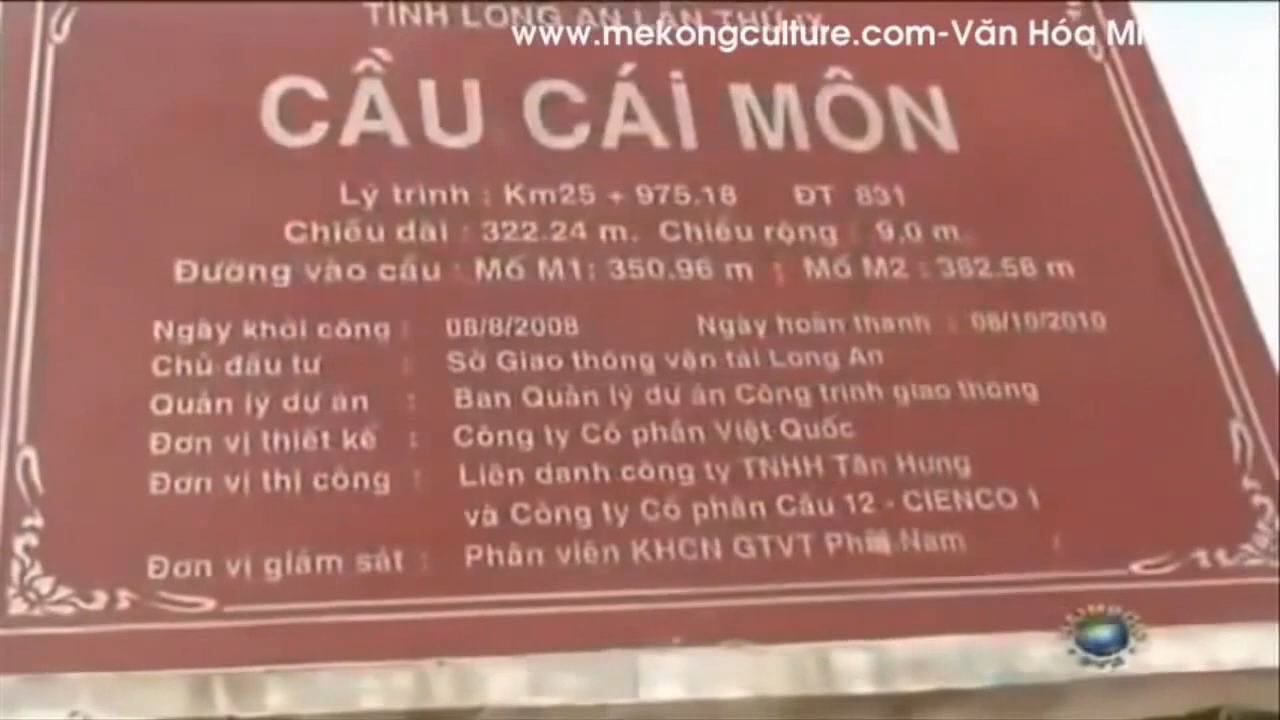 www.mekongculture.com-Văn Hóa Mi
TỈNH LONG AN LẦN THỨ IX
CẦU CÁI MÔN
Lý trình : Km25 + 975.18 ĐT 831
Chiều dài : 322.24 m. Chiều rộng : 9,0 m.
Đường vào cầu : Mố M1: 350.96 m ; Mố M2 : 382.58 m
Ngày khởi công : 08/8/2008 Ngày hoàn thành : 06/10/2010
Chủ đầu tư : Sở Giao thông vận tải Long An
Quản lý dự án : Ban Quản lý dự án Công trình giao thông
Đơn vị thiết kế : Công ty Cổ phần Việt Quốc
Đơn vị thi công : Liên danh công ty TNHH Tân Hưng
và Công ty Cổ phần Cầu 12 - CIENCO 1
Đơn vị giám sát : Phân viện KHCN GTVT Phía Nam